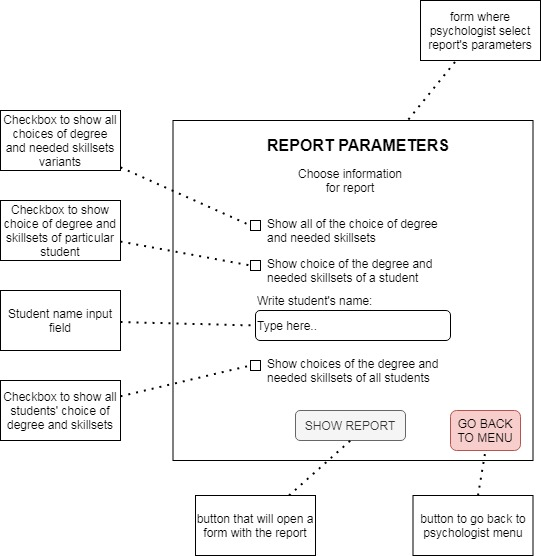 form where
psychologist select
report's parameters
Checkbox to show all
choices of degree
and needed skillsets
variants
Checkbox to show
choice of degree and
skillsets of particular
student
Student name input
field
Checkbox to show all
students' choice of
degree and skillsets
REPORT PARAMETERS
Choose information
for report
Show all of the choice of degree
and needed skillsets
Show choice of the degree and
needed skillsets of a student
Write student's name:
Type here..
Show choices of the degree and
needed skillsets of all students
SHOW REPORT
GO BACK
TO MENU
button that will open a
form with the report
button to go back to
psychologist menu